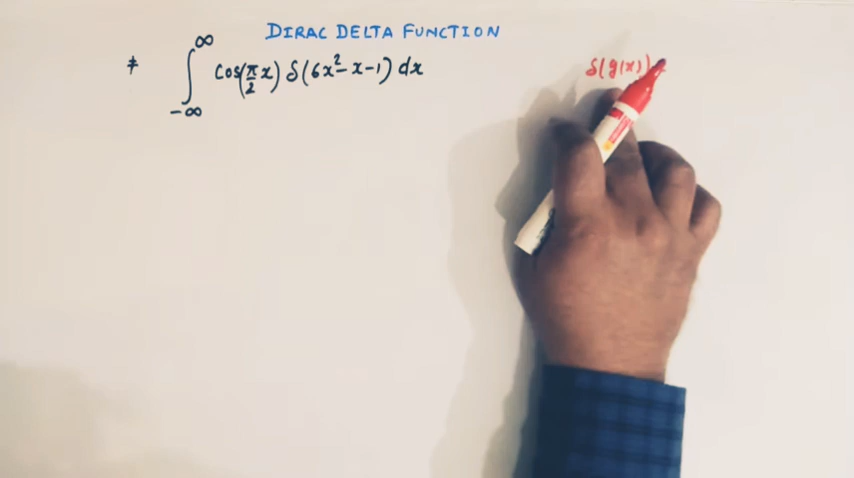 DIRAC DELTA FUNCTION
* ∫_{-∞}^{∞} cos(π/2 x) δ(6x²-x-1) dx
δ(g(x))